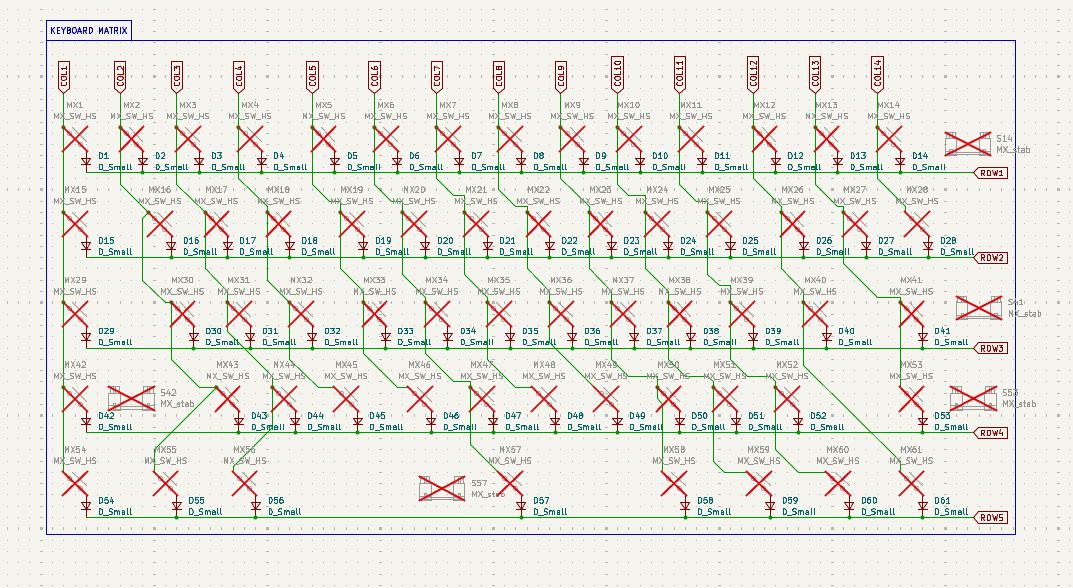 KEYBOARD MATRIX
COL1 COL2 COL3 COL4 COL5 COL6 COL7 COL8 COL9 COL10 COL11 COL12 COL13 COL14
MX1 MX2 MX3 MX4 MX5 MX6 MX7 MX8 MX9 MX10 MX11 MX12 MX13 MX14
MX_SW_HS MX_SW_HS MX_SW_HS MX_SW_HS MX_SW_HS MX_SW_HS MX_SW_HS MX_SW_HS MX_SW_HS MX_SW_HS MX_SW_HS MX_SW_HS MX_SW_HS MX_SW_HS
S14
MX_stab
D1 D2 D3 D4 D5 D6 D7 D8 D9 D10 D11 D12 D13 D14
D_Small D_Small D_Small D_Small D_Small D_Small D_Small D_Small D_Small D_Small D_Small D_Small D_Small D_Small
ROW1
MX15 MX16 MX17 MX18 MX19 MX20 MX21 MX22 MX23 MX24 MX25 MX26 MX27 MX28
MX_SW_HS MX_SW_HS MX_SW_HS MX_SW_HS MX_SW_HS MX_SW_HS MX_SW_HS MX_SW_HS MX_SW_HS MX_SW_HS MX_SW_HS MX_SW_HS MX_SW_HS MX_SW_HS
D15 D16 D17 D18 D19 D20 D21 D22 D23 D24 D25 D26 D27 D28
D_Small D_Small D_Small D_Small D_Small D_Small D_Small D_Small D_Small D_Small D_Small D_Small D_Small D_Small
ROW2
MX29 MX30 MX31 MX32 MX33 MX34 MX35 MX36 MX37 MX38 MX39 MX40 MX41
MX_SW_HS MX_SW_HS MX_SW_HS MX_SW_HS MX_SW_HS MX_SW_HS MX_SW_HS MX_SW_HS MX_SW_HS MX_SW_HS MX_SW_HS MX_SW_HS MX_SW_HS
S41
MX_stab
D29 D30 D31 D32 D33 D34 D35 D36 D37 D38 D39 D40 D41
D_Small D_Small D_Small D_Small D_Small D_Small D_Small D_Small D_Small D_Small D_Small D_Small D_Small
ROW3
MX42 MX43 MX44 MX45 MX46 MX47 MX48 MX49 MX50 MX51 MX52 MX53
MX_SW_HS MX_SW_HS MX_SW_HS MX_SW_HS MX_SW_HS MX_SW_HS MX_SW_HS MX_SW_HS MX_SW_HS MX_SW_HS MX_SW_HS MX_SW_HS
S42 S53
MX_stab MX_stab
D42 D43 D44 D45 D46 D47 D48 D49 D50 D51 D52 D53
D_Small D_Small D_Small D_Small D_Small D_Small D_Small D_Small D_Small D_Small D_Small D_Small
ROW4
MX54 MX55 MX56 MX57 MX58 MX59 MX60 MX61
MX_SW_HS MX_SW_HS MX_SW_HS MX_SW_HS MX_SW_HS MX_SW_HS MX_SW_HS MX_SW_HS
S57
MX_stab
D54 D55 D56 D57 D58 D59 D60 D61
D_Small D_Small D_Small D_Small D_Small D_Small D_Small D_Small
ROW5